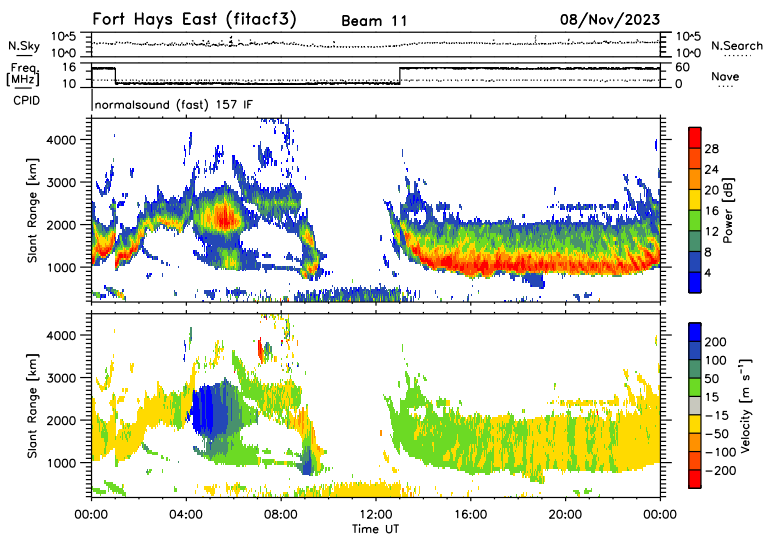 Fort Hays East (fitacf3) Beam 11 08/Nov/2023
N.Sky 10^5 10^0 10^5 10^0 N.Search
Freq. [MHz] 16 10 60 0 Nave
CPID normalsound (fast) 157 IF
Slant Range [km] 4000 3000 2000 1000
28 24 20 16 12 8 4 Power [dB]
Slant Range [km] 4000 3000 2000 1000
200 100 50 15 −15 −50 −100 −200 Velocity [m s⁻¹]
00:00 04:00 08:00 12:00 16:00 20:00 00:00
Time UT